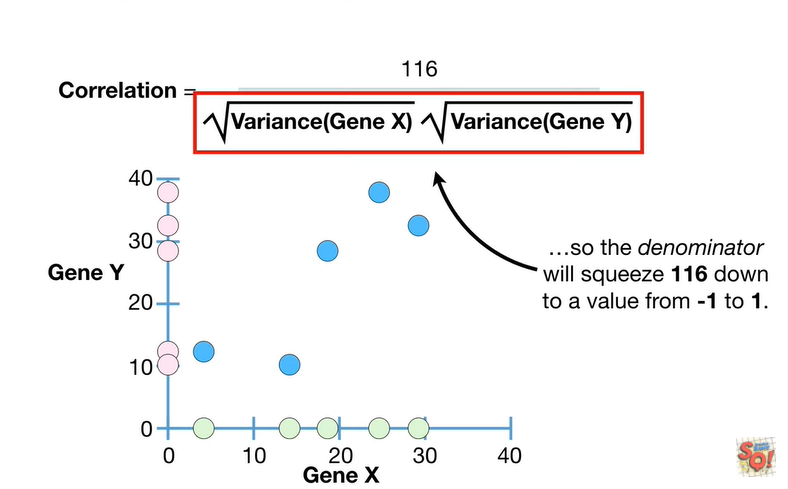 116
Correlation =
√Variance(Gene X) √Variance(Gene Y)
40
30
Gene Y
20
10
0
…so the denominator
will squeeze 116 down
to a value from -1 to 1.
0 10 20 30 40
Gene X
SQ!